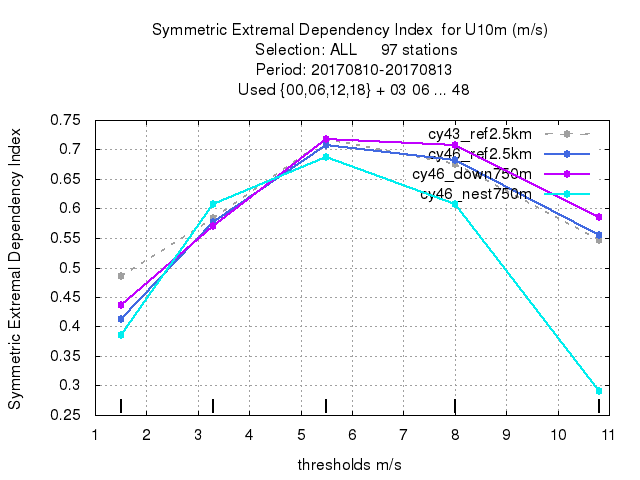 Symmetric Extremal Dependency Index  for U10m (m/s)
Selection: ALL     97 stations
Period: 20170810-20170813
Used {00,06,12,18} + 03 06 ... 48
Symmetric Extremal Dependency Index
0.75
0.7
0.65
0.6
0.55
0.5
0.45
0.4
0.35
0.3
0.25
cy43_ref2.5km
cy46_ref2.5km
cy46_down750m
cy46_nest750m
1 2 3 4 5 6 7 8 9 10 11
thresholds m/s